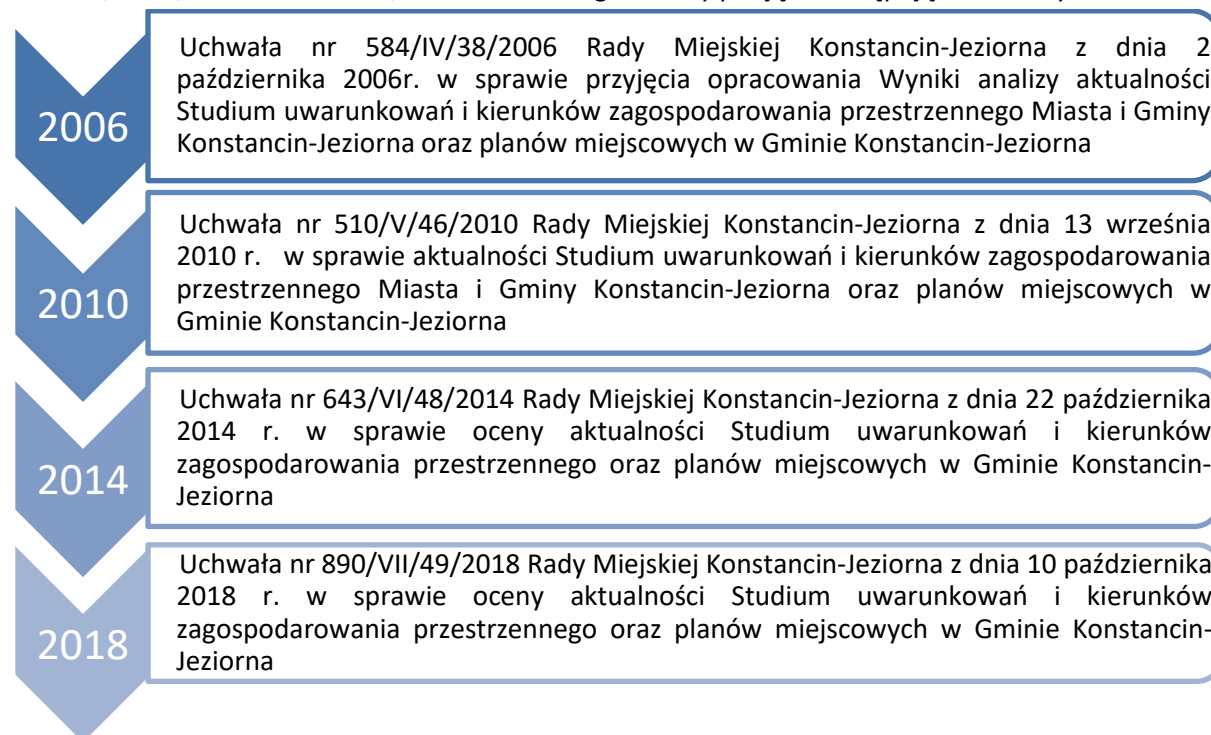 2006
Uchwała nr 584/IV/38/2006 Rady Miejskiej Konstancin-Jeziorna z dnia 2
października 2006r. w sprawie przyjęcia opracowania Wyniki analizy aktualności
Studium uwarunkowań i kierunków zagospodarowania przestrzennego Miasta i Gminy
Konstancin-Jeziorna oraz planów miejscowych w Gminie Konstancin-Jeziorna
2010
Uchwała nr 510/V/46/2010 Rady Miejskiej Konstancin-Jeziorna z dnia 13 września
2010 r. w sprawie aktualności Studium uwarunkowań i kierunków zagospodarowania
przestrzennego Miasta i Gminy Konstancin-Jeziorna oraz planów miejscowych w
Gminie Konstancin-Jeziorna
2014
Uchwała nr 643/VI/48/2014 Rady Miejskiej Konstancin-Jeziorna z dnia 22 października
2014 r. w sprawie oceny aktualności Studium uwarunkowań i kierunków
zagospodarowania przestrzennego oraz planów miejscowych w Gminie Konstancin-
Jeziorna
2018
Uchwała nr 890/VII/49/2018 Rady Miejskiej Konstancin-Jeziorna z dnia 10 października
2018 r. w sprawie oceny aktualności Studium uwarunkowań i kierunków
zagospodarowania przestrzennego oraz planów miejscowych w Gminie Konstancin-
Jeziorna